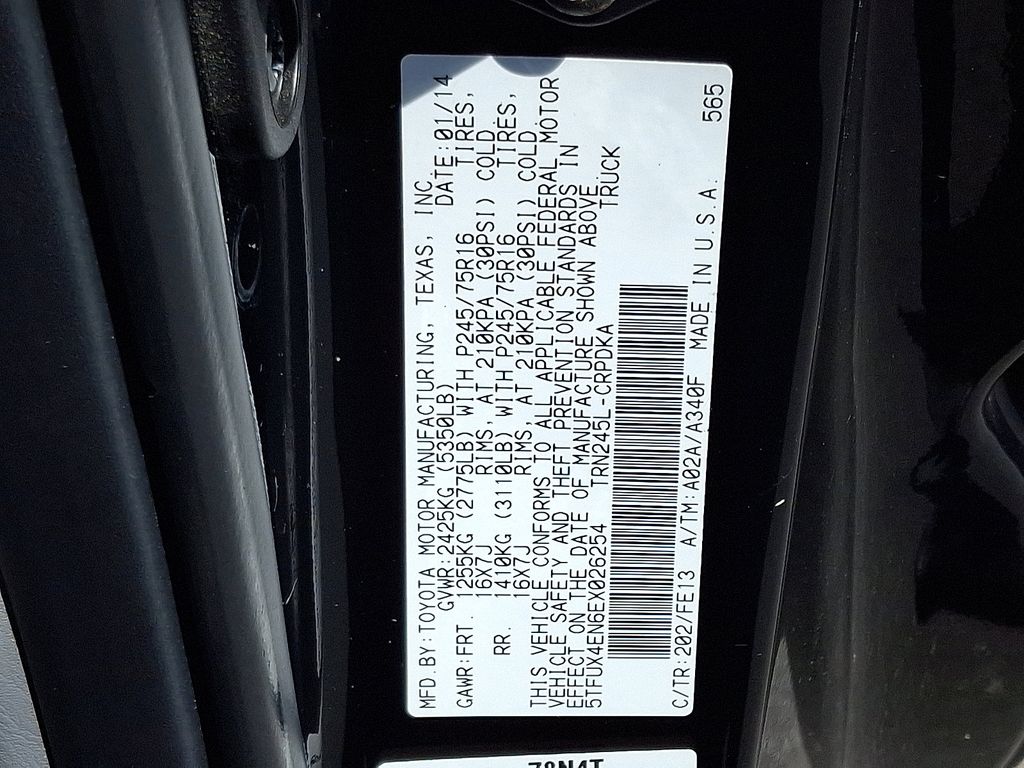 MFD.BY:TOYOTA MOTOR MANUFACTURING, TEXAS, INC.
GVWR:2425KG (5350LB) DATE:01/14
GAWR:FRT. 1255KG (2775LB) WITH P245/75R16 TIRES,
16X7J RIMS, AT 210KPA (30PSI) COLD
RR. 1410KG (3110LB) WITH P245/75R16 TIRES,
16X7J RIMS, AT 210KPA (30PSI) COLD
THIS VEHICLE CONFORMS TO ALL APPLICABLE FEDERAL MOTOR
VEHICLE SAFETY AND THEFT PREVENTION STANDARDS IN
EFFECT ON THE DATE OF MANUFACTURE SHOWN ABOVE.
5TFUX4EN6EX026254 TRN245L-CRPDKA TRUCK
C/TR:202/FE13 A/TM:A02A/A340F MADE IN U.S.A. 565